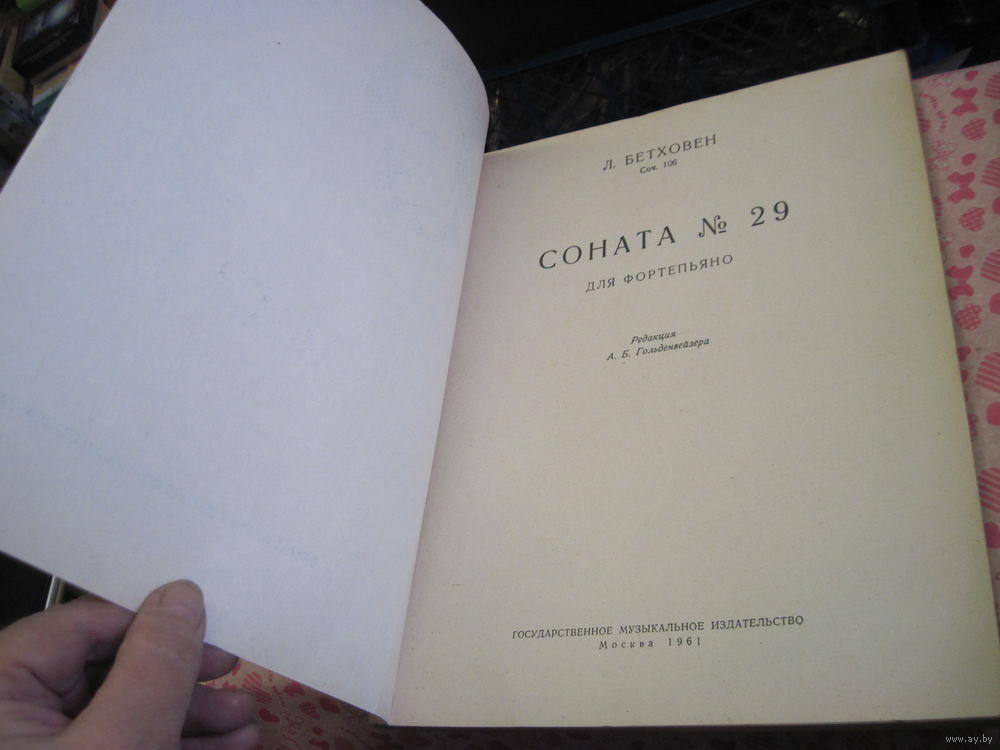 Л. БЕТХОВЕН
Соч. 106
СОНАТА № 29
ДЛЯ ФОРТЕПЬЯНО
Редакция
А. Б. Гольденвейзера
ГОСУДАРСТВЕННОЕ МУЗЫКАЛЬНОЕ ИЗДАТЕЛЬСТВО
Москва 1961
www.ay.by